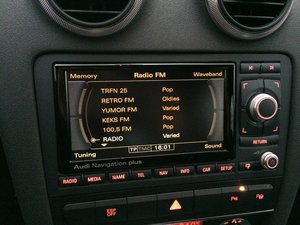 Memory Radio FM Waveband
TRFN 25 Pop
RETRO FM Oldies
YUMOR FM Varied
KEKS FM Pop
100,5 FM Pop
RADIO Varied
Tuning TP TMC 16:01 Sound
RETURN
Audi Navigation plus
RADIO MEDIA NAME TEL NAV INFO CAR SETUP
OFF